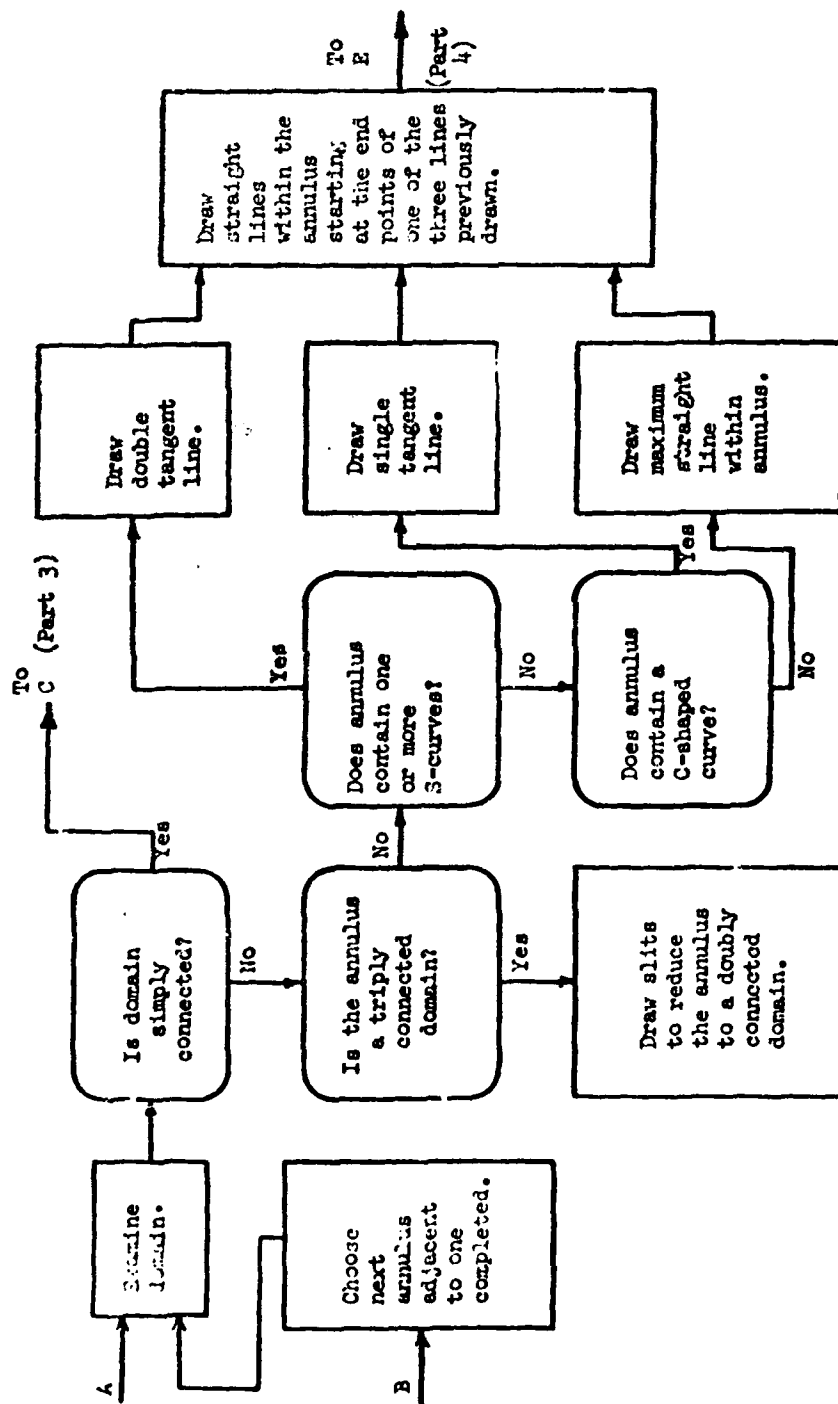 A
Examine
domain.
B
Choose
next
annulus
adjacent
to one
completed.
Is domain
simply
connected?
Yes
To
C (Part 3)
No
Is the annulus
a triply
connected
domain?
Yes
Draw slits
to reduce
the annulus
to a doubly
connected
domain.
No
Does annulus
contain one
or more
S-curves?
Yes
No
Does annulus
contain a
C-shaped
curve?
Yes
No
Draw
double
tangent
line.
Draw
single
tangent
line.
Draw
maximum
straight
line
within
annulus.
Draw
straight
lines
within the
annulus
starting
at the end
points of
one of the
three lines
previously
drawn.
To
E
(Part
4)